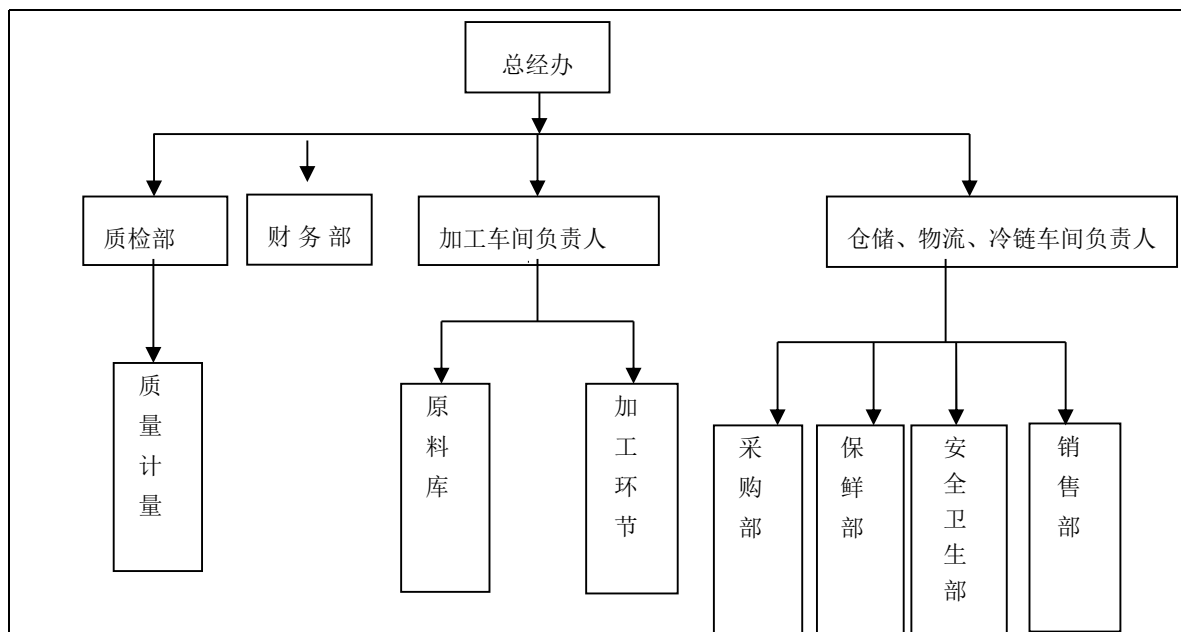 总经办
质检部
财务部
加工车间负责人
仓储、物流、冷链车间负责人
质量计量
原料库
加工环节
采购部
保鲜部
安全卫生部
销售部